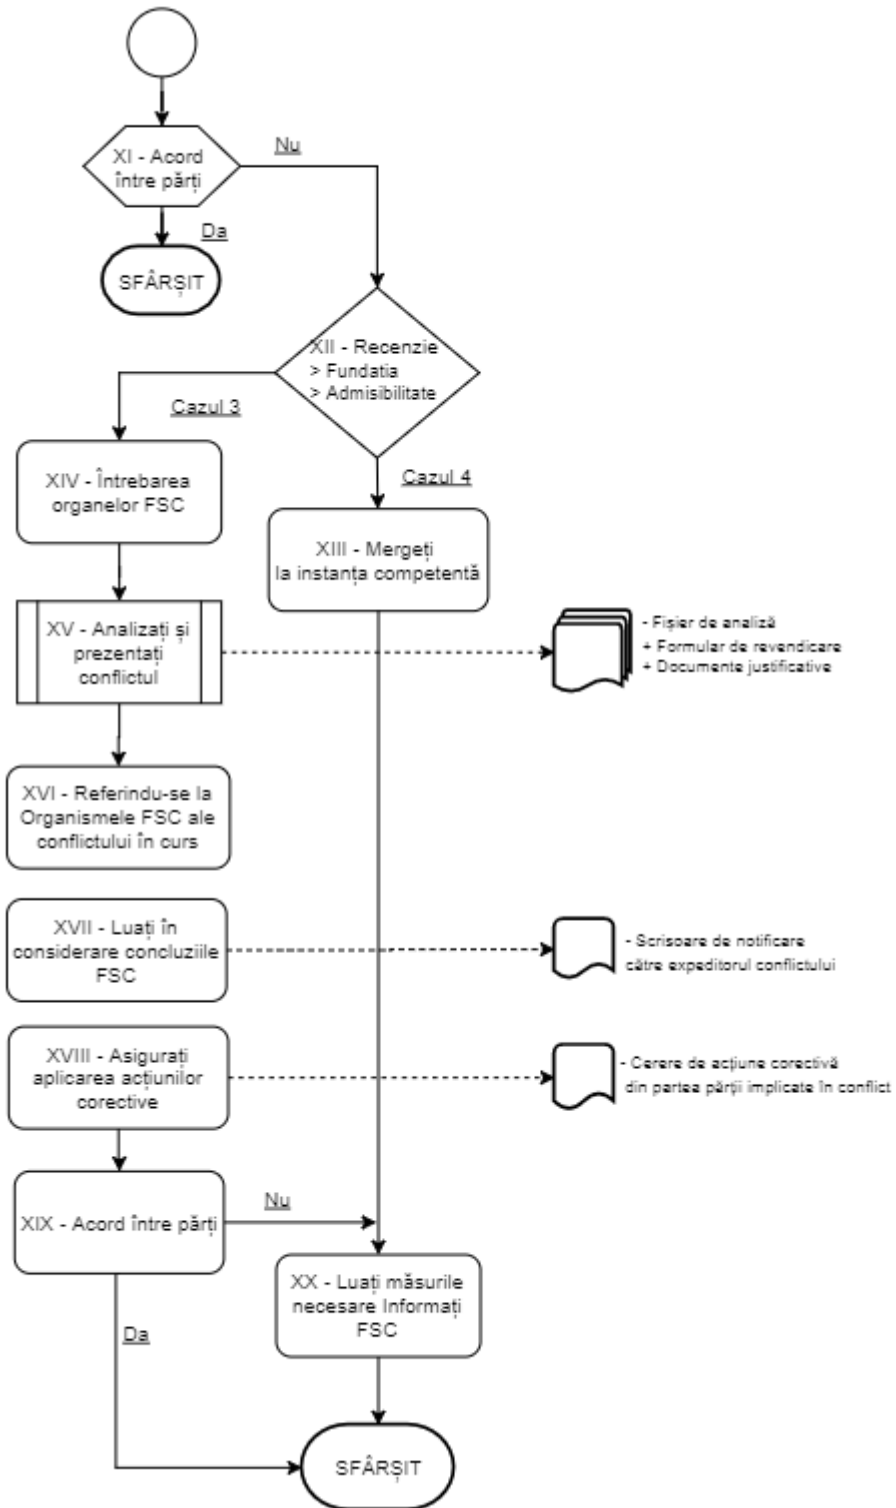 XI - Acord
între părți
Nu
Da
SFÂRȘIT
XII - Recenzie
> Fundatia
> Admisibilitate
Cazul 3
Cazul 4
XIV - Întrebarea
organelor FSC
XIII - Mergeți
la instanța competentă
XV - Analizați și
prezentați
conflictul
- Fișier de analiză
+ Formular de revendicare
+ Documente justificative
XVI - Referindu-se la
Organismele FSC ale
conflictului în curs
XVII - Luați în
considerare concluziile
FSC
- Scrisoare de notificare
către expeditorul conflictului
XVIII - Asigurați
aplicarea acțiunilor
corective
- Cerere de acțiune corectivă
din partea părții implicate în conflict
XIX - Acord între părți
Nu
XX - Luați măsurile
necesare Informați
FSC
Da
SFÂRȘIT